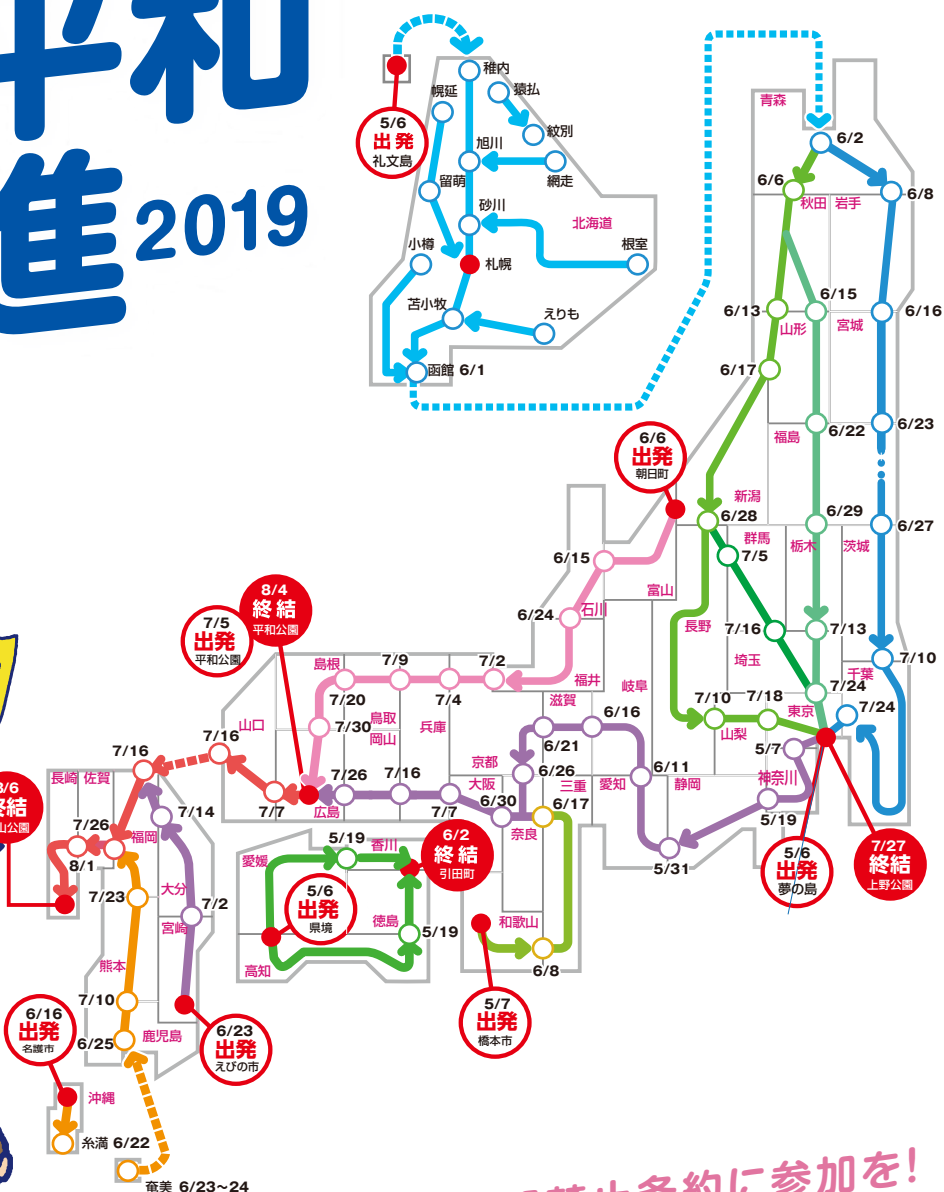 平和
進 2019
稚内
幌延
猿払
5/6
出発
礼文島
紋別
旭川
網走
留萌
砂川
北海道
小樽
根室
札幌
苫小牧
えりも
函館 6/1
青森
6/2
6/6
6/8
秋田
岩手
6/15
6/13
6/16
山形
宮城
6/17
6/22
6/23
福島
6/6
出発
朝日町
新潟
6/28
6/29
6/27
群馬
栃木
茨城
7/5
6/15
富山
石川
6/24
長野
7/16
7/13
埼玉
7/10
千葉
8/4
終結
平和公園
7/5
出発
平和公園
島根
7/9
7/2
福井
滋賀
岐阜
7/20
7/4
7/24
東京
7/24
7/10
7/18
山梨
7/30
鳥取
岡山
兵庫
山口
7/16
6/16
6/21
5/7
7/16
京都
大阪
7/26
7/16
6/26
三重
愛知
6/11
静岡
神奈川
長崎
佐賀
7/7
広島
7/7
6/30
奈良
6/17
5/19
7/14
7/26
福岡
終結
8/1
5/19
香川
6/2
終結
引田町
愛媛
5/31
5/6
出発
夢の島
7/27
終結
上野公園
7/23
大分
7/2
宮崎
5/6
出発
県境
徳島
5/19
和歌山
高知
6/8
熊本
7/10
5/7
出発
橋本市
6/16
出発
名護市
6/25
鹿児島
6/23
出発
えびの市
沖縄
糸満 6/22
奄美 6/23〜24
条約に参加を!